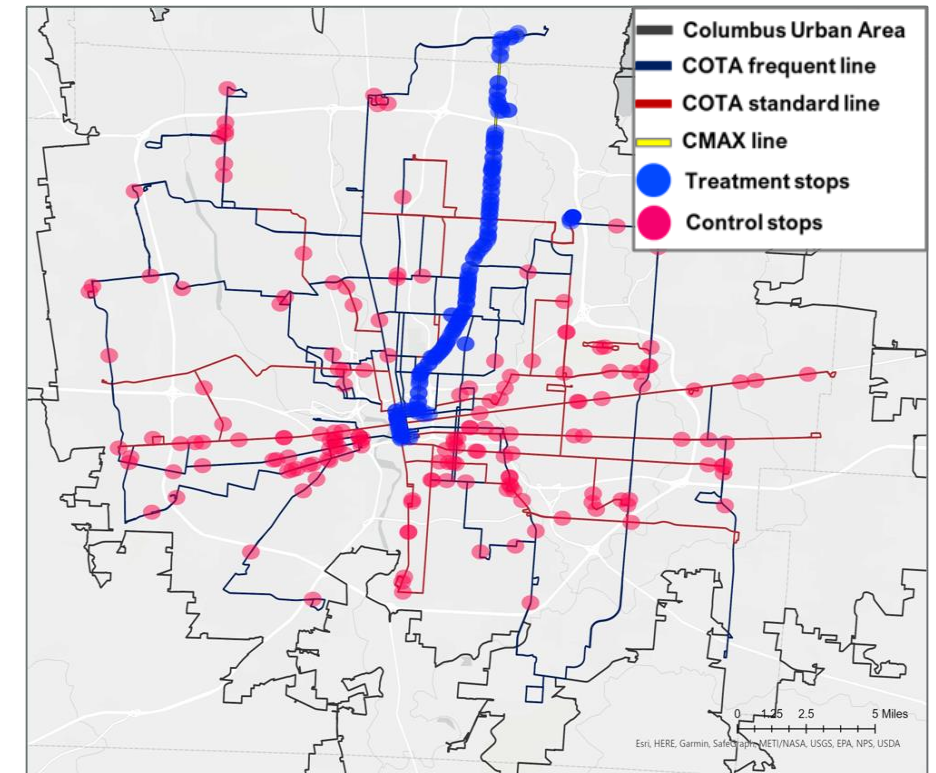 Columbus Urban Area
COTA frequent line
COTA standard line
CMAX line
Treatment stops
Control stops
0 1.25 2.5 5 Miles
Esri, HERE, Garmin, SafeGraph, METI/NASA, USGS, EPA, NPS, USDA